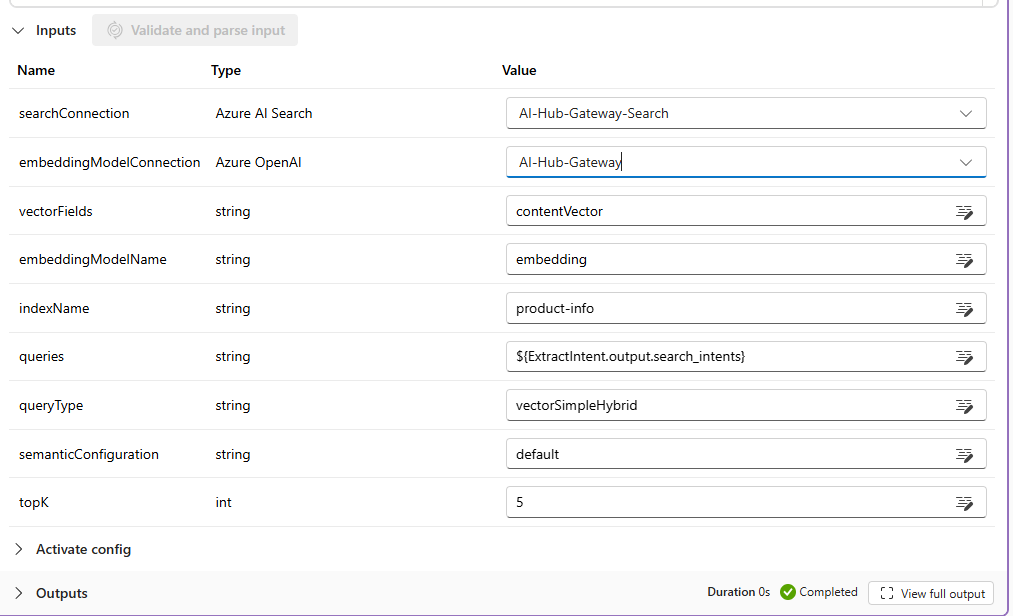 Inputs Validate and parse input
Name Type Value
searchConnection Azure AI Search AI-Hub-Gateway-Search
embeddingModelConnection Azure OpenAI AI-Hub-Gateway
vectorFields string contentVector
embeddingModelName string embedding
indexName string product-info
queries string ${ExtractIntent.output.search_intents}
queryType string vectorSimpleHybrid
semanticConfiguration string default
topK int 5
Activate config
Outputs Duration 0s Completed View full output